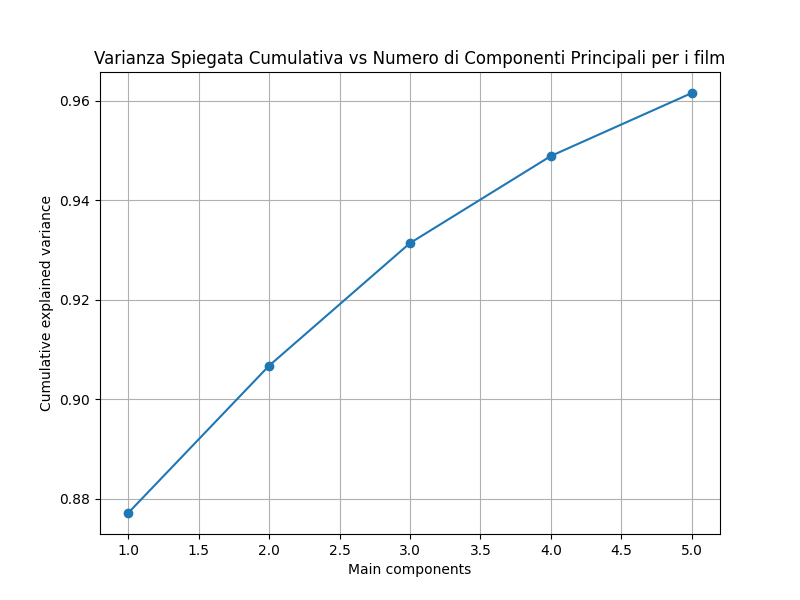 Varianza Spiegata Cumulativa vs Numero di Componenti Principali per i film
0.96
0.94
0.92
0.90
0.88
Cumulative explained variance
1.0 1.5 2.0 2.5 3.0 3.5 4.0 4.5 5.0
Main components